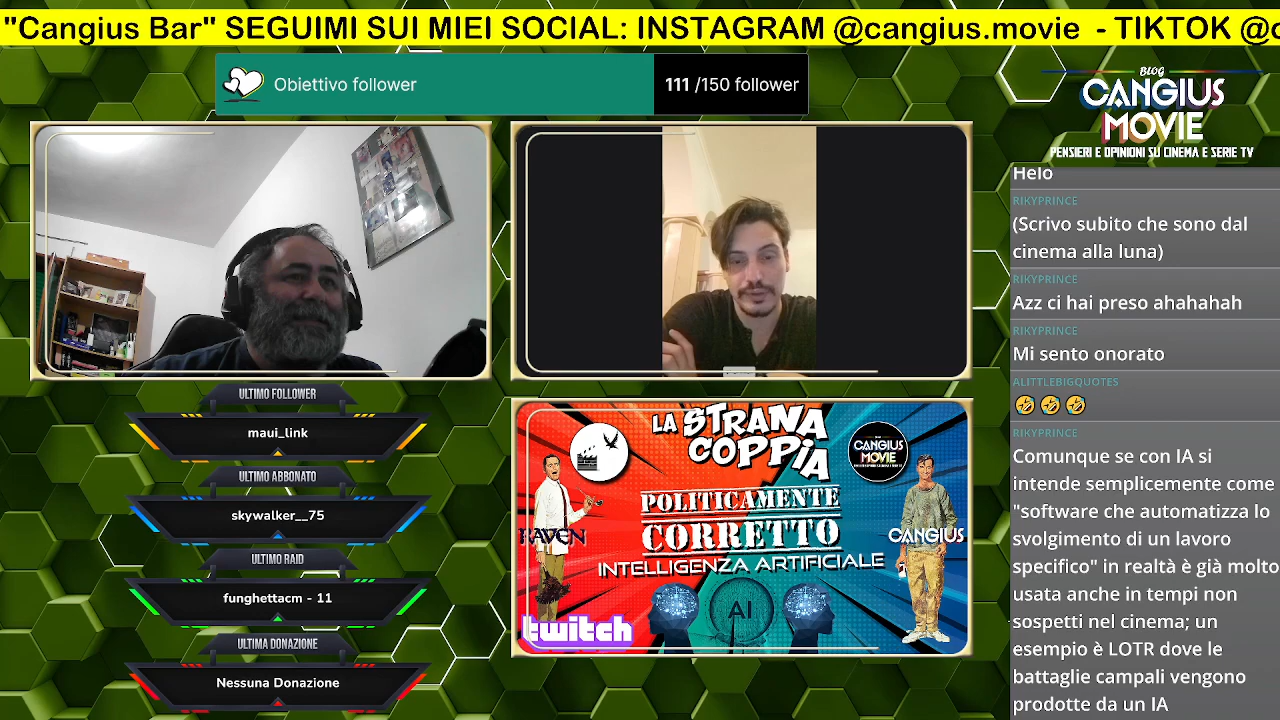 "Cangius Bar" SEGUIMI SUI MIEI SOCIAL: INSTAGRAM @cangius.movie - TIKTOK @c
Obiettivo follower
111 /150 follower
BLOG
CANGIUS
MOVIE
PENSIERI E OPINIONI SU CINEMA E SERIE TV
Helo
RIKYPRINCE
(Scrivo subito che sono dal
cinema alla luna)
RIKYPRINCE
Azz ci hai preso ahahahah
RIKYPRINCE
Mi sento onorato
ALITTLEBIGQUOTES
🤣 🤣 🤣
RIKYPRINCE
Comunque se con IA si
intende semplicemente come
"software che automatizza lo
svolgimento di un lavoro
specifico" in realtà è già molto
usata anche in tempi non
sospetti nel cinema; un
esempio è LOTR dove le
battaglie campali vengono
prodotte da un IA
ULTIMO FOLLOWER
maui_link
ULTIMO ABBONATO
skywalker__75
ULTIMO RAID
funghettacm - 11
ULTIMA DONAZIONE
Nessuna Donazione
LA STRANA
COPPIA
CANGIUS
MOVIE
POLITICAMENTE
CORRETTO
RAVEN
CANGIUS
INTELLIGENZA ARTIFICIALE
AI
twitch